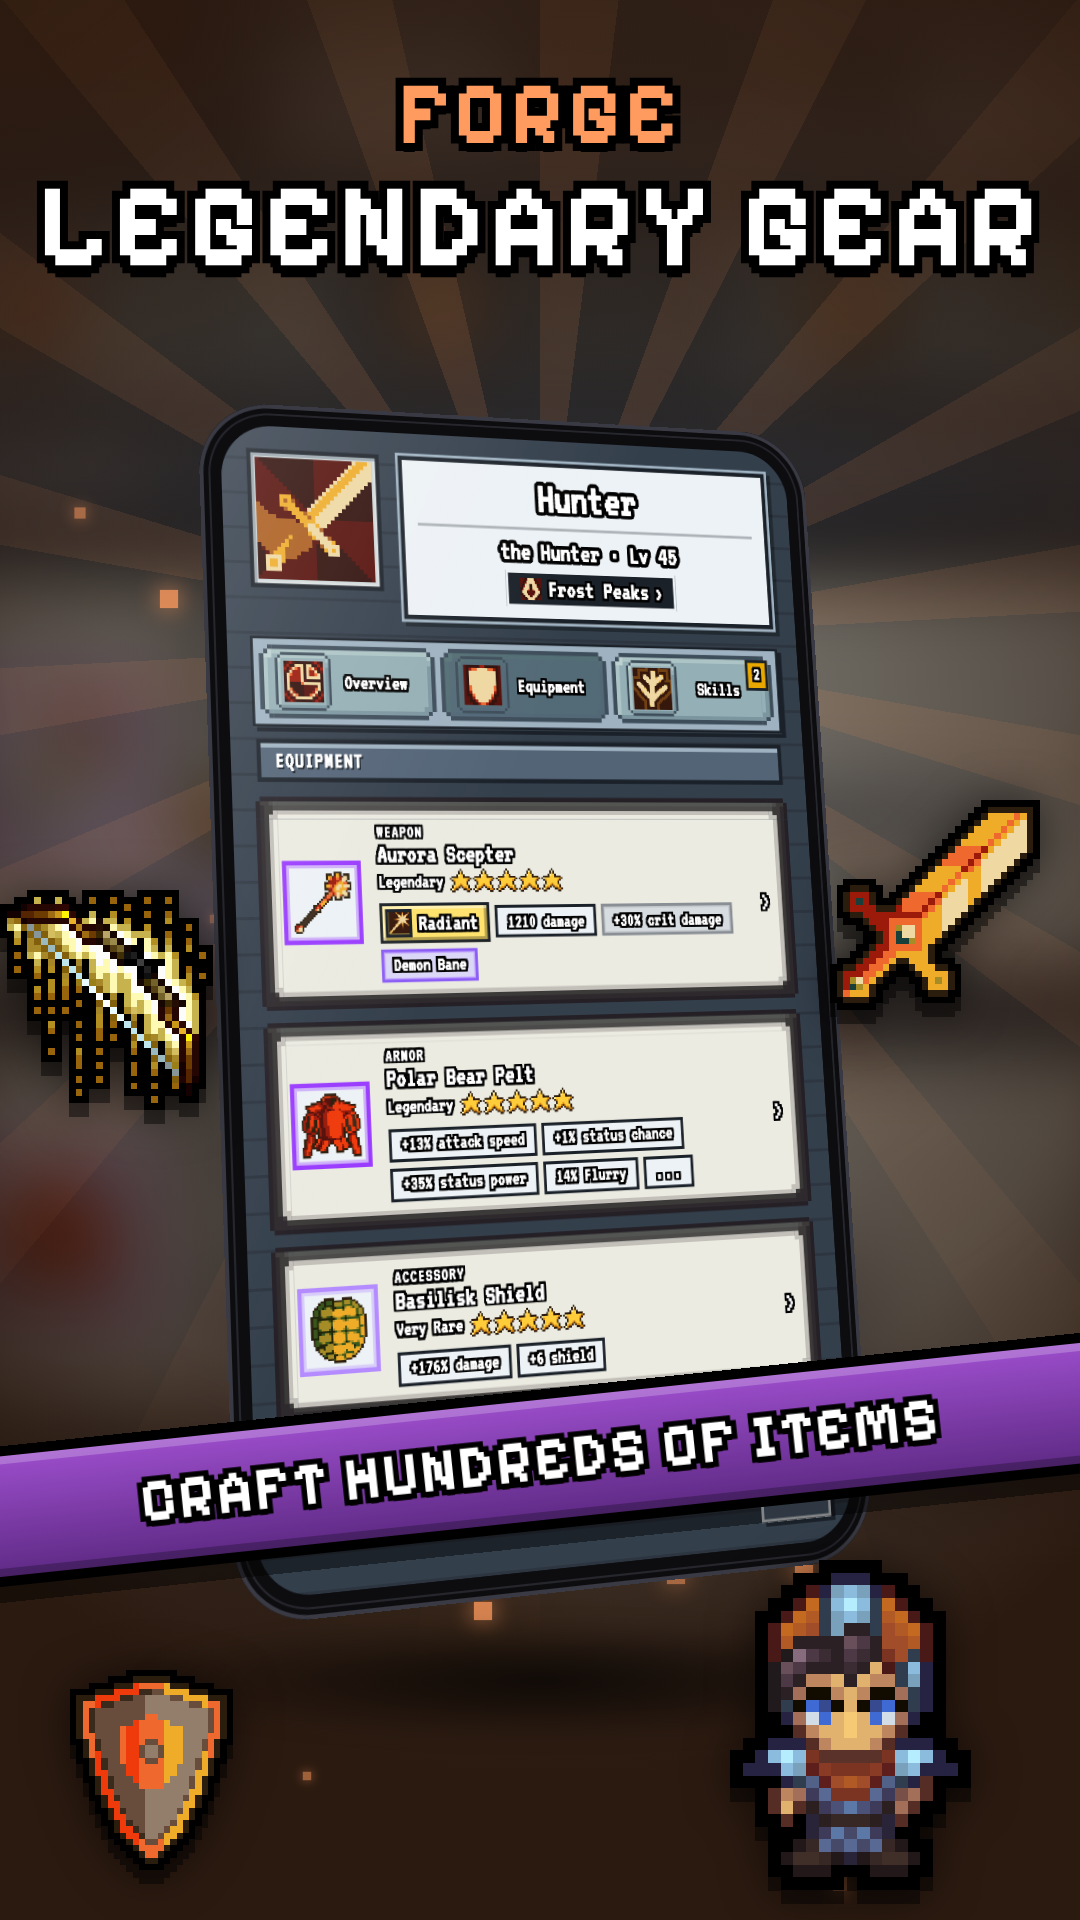 FORGE
LEGENDARY GEAR
Hunter
the Hunter · Lv 45
Frost Peaks ›
Overview
Equipment
Skills
2
EQUIPMENT
WEAPON
Aurora Scepter
Legendary
Radiant
1210 damage
+30% crit damage
Demon Bane
ARMOR
Polar Bear Pelt
Legendary
+13% attack speed
+1% status chance
+35% status power
14% Flurry
...
ACCESSORY
Basilisk Shield
Very Rare
+176% damage
+6 shield
CRAFT HUNDREDS OF ITEMS